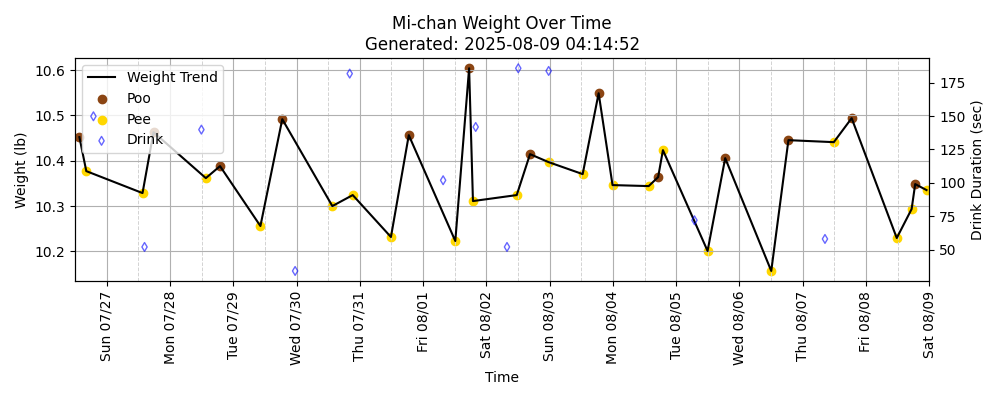 Mi-chan Weight Over Time
Generated: 2025-08-09 04:14:52
Weight (lb)
10.6
10.5
10.4
10.3
10.2
Weight Trend
Poo
Pee
Drink
175
150
125
100
75
50
Drink Duration (sec)
Sun 07/27
Mon 07/28
Tue 07/29
Wed 07/30
Thu 07/31
Fri 08/01
Sat 08/02
Sun 08/03
Mon 08/04
Tue 08/05
Wed 08/06
Thu 08/07
Fri 08/08
Sat 08/09
Time